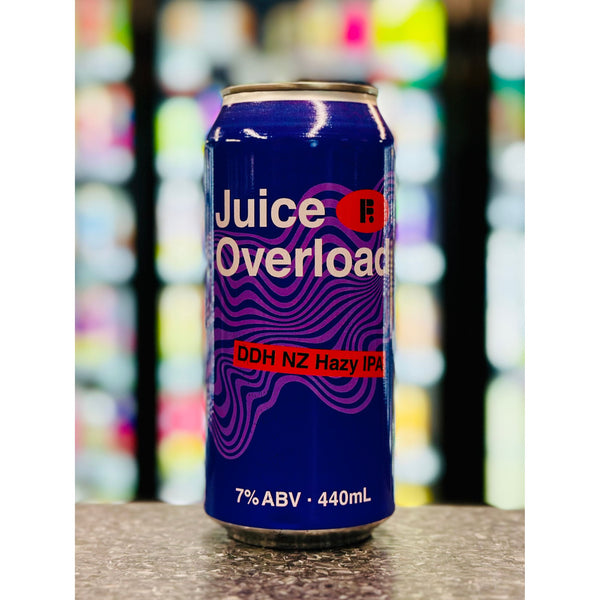 Juice
Overload
DDH NZ Hazy IPA
7% ABV · 440mL